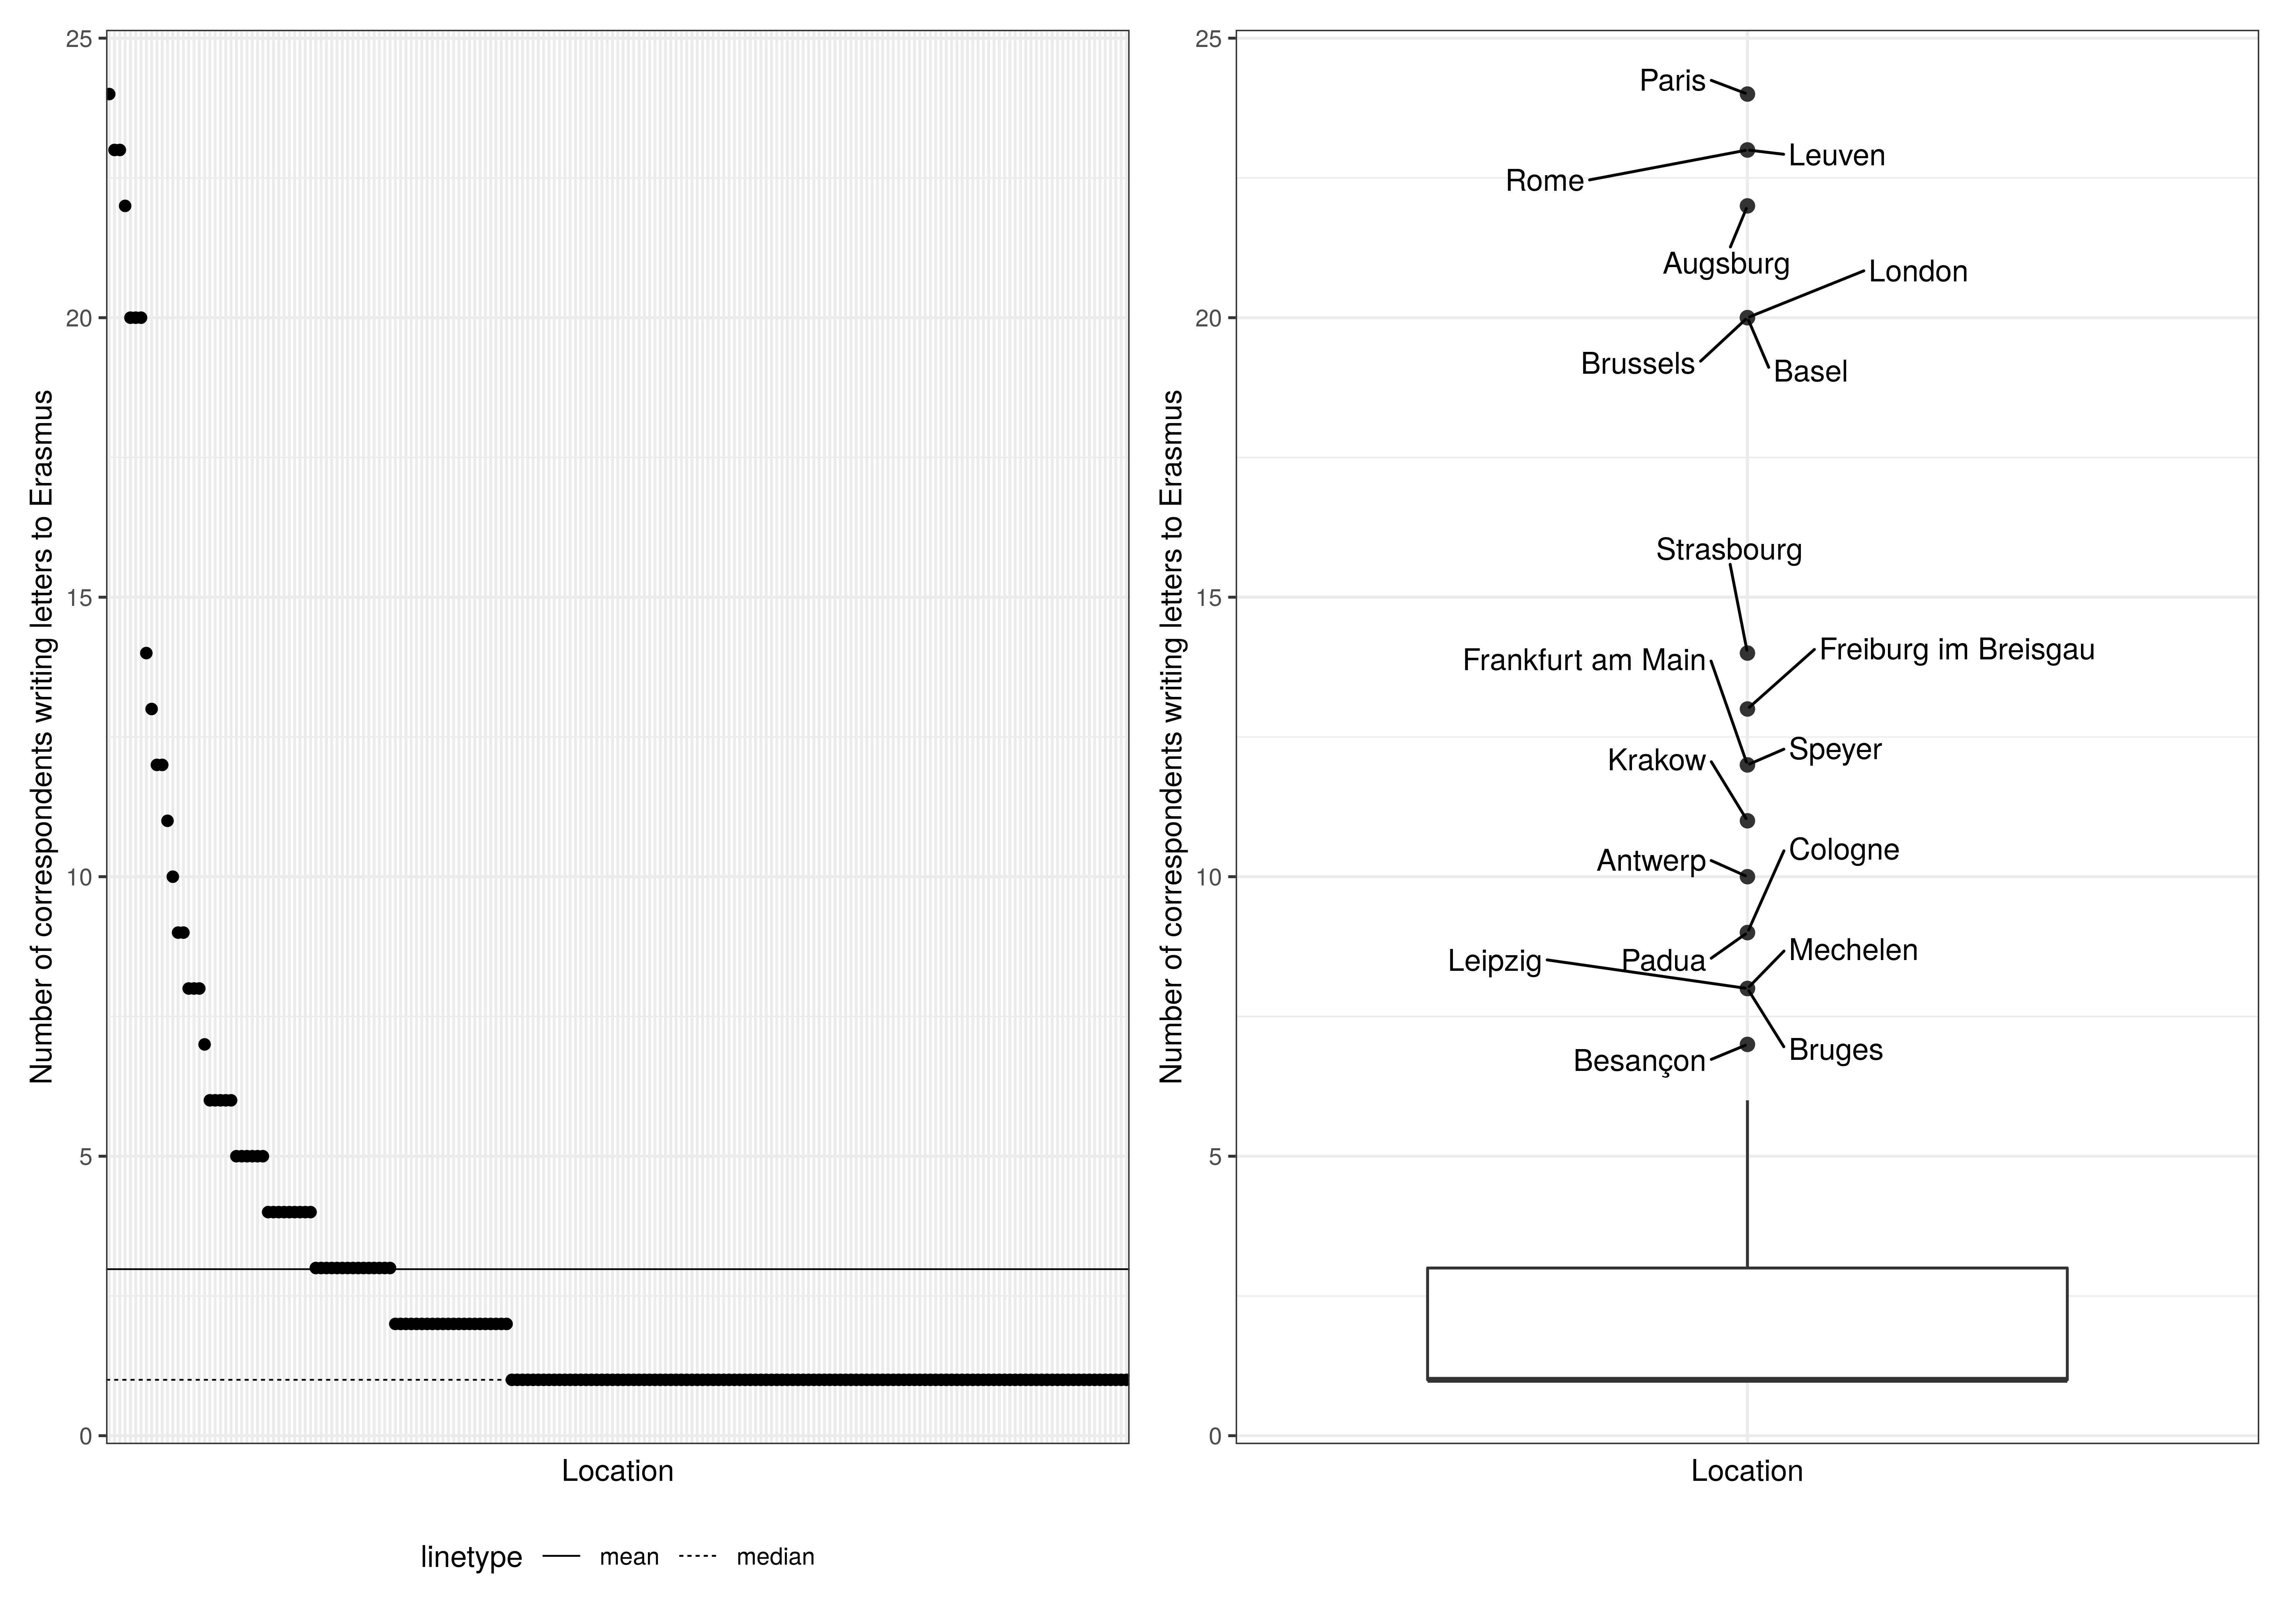 Number of correspondents writing letters to Erasmus
25
20
15
10
5
0
Location
linetype mean median
Number of correspondents writing letters to Erasmus
25
20
15
10
5
0
Paris
Leuven
Rome
Augsburg
London
Brussels
Basel
Strasbourg
Freiburg im Breisgau
Frankfurt am Main
Speyer
Krakow
Cologne
Antwerp
Mechelen
Leipzig
Padua
Bruges
Besançon
Location